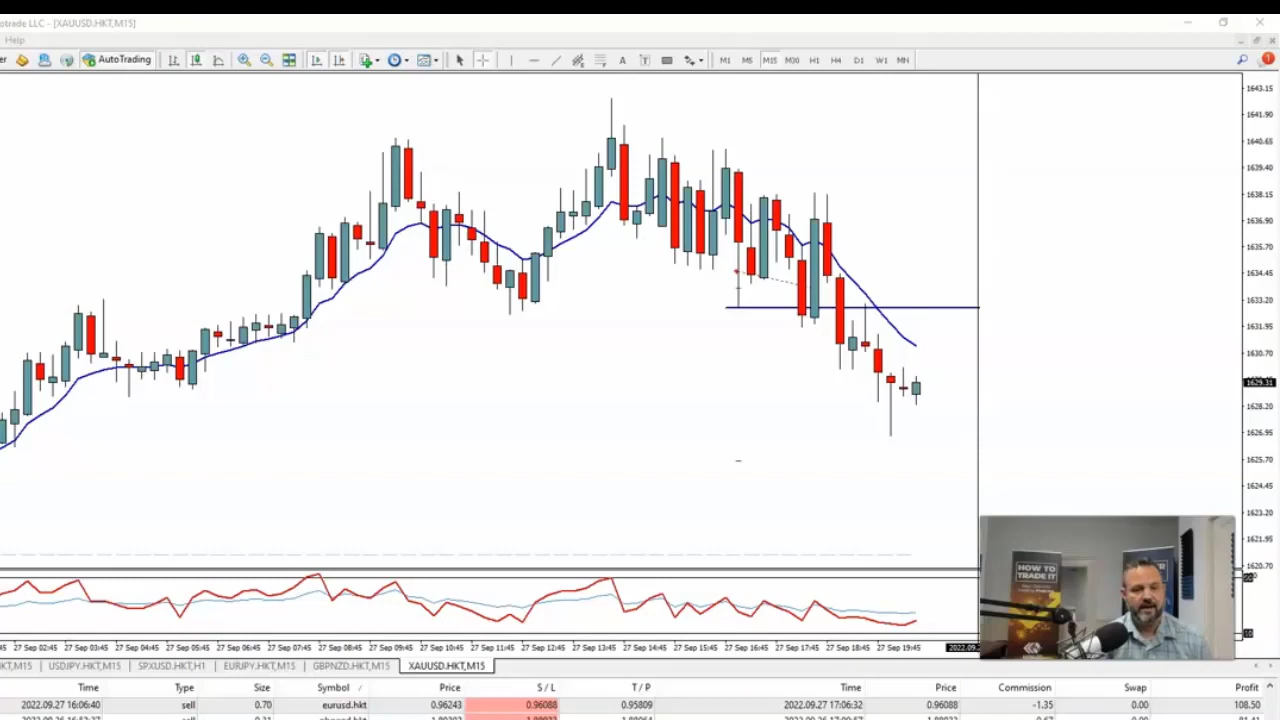 otrade LLC - [XAUUSD.HKT,M15]
Help
er AutoTrading A T M1 M5 M15 M30 H1 H4 D1 W1 MN 1
1643.15
1641.90
1640.65
1639.40
1638.15
1636.90
1635.70
1634.45
1633.20
1631.95
1630.70
1629.31
1628.20
1626.95
1625.70
1624.45
1623.20
1621.95
1620.70
HOW TO
TRADE IT
27 Sep 02:45 27 Sep 03:45 27 Sep 04:45 27 Sep 05:45 27 Sep 06:45 27 Sep 07:45 27 Sep 08:45 27 Sep 09:45 27 Sep 10:45 27 Sep 11:45 27 Sep 12:45 27 Sep 13:45 27 Sep 14:45 27 Sep 15:45 27 Sep 16:45 27 Sep 17:45 27 Sep 18:45 27 Sep 19:45 2022.09
HKT,M15 USDJPY.HKT,M15 SPXUSD.HKT,H1 EURJPY.HKT,M15 GBPNZD.HKT,M15 XAUUSD.HKT,M15
Time Type Size Symbol / Price S / L T / P Time Price Commission Swap Profit
2022.09.27 16:06:40 sell 0.70 eurusd.hkt 0.96243 0.96088 0.95809 2022.09.27 17:06:32 0.96088 -1.35 0.00 108.50